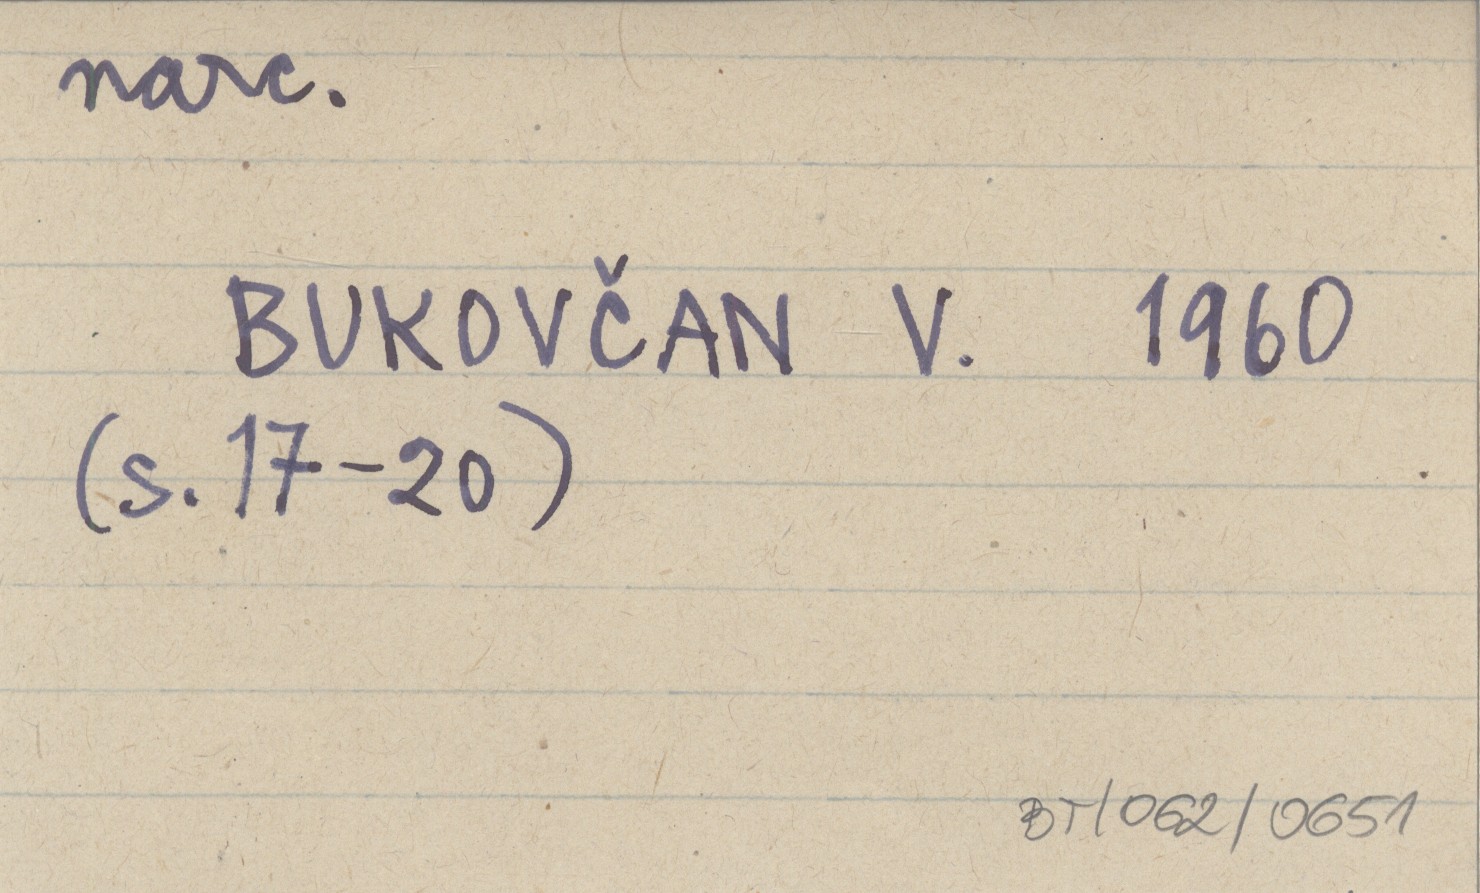 narc.
BUKOVČAN V. 1960
(s. 17-20)
BT/062/0651